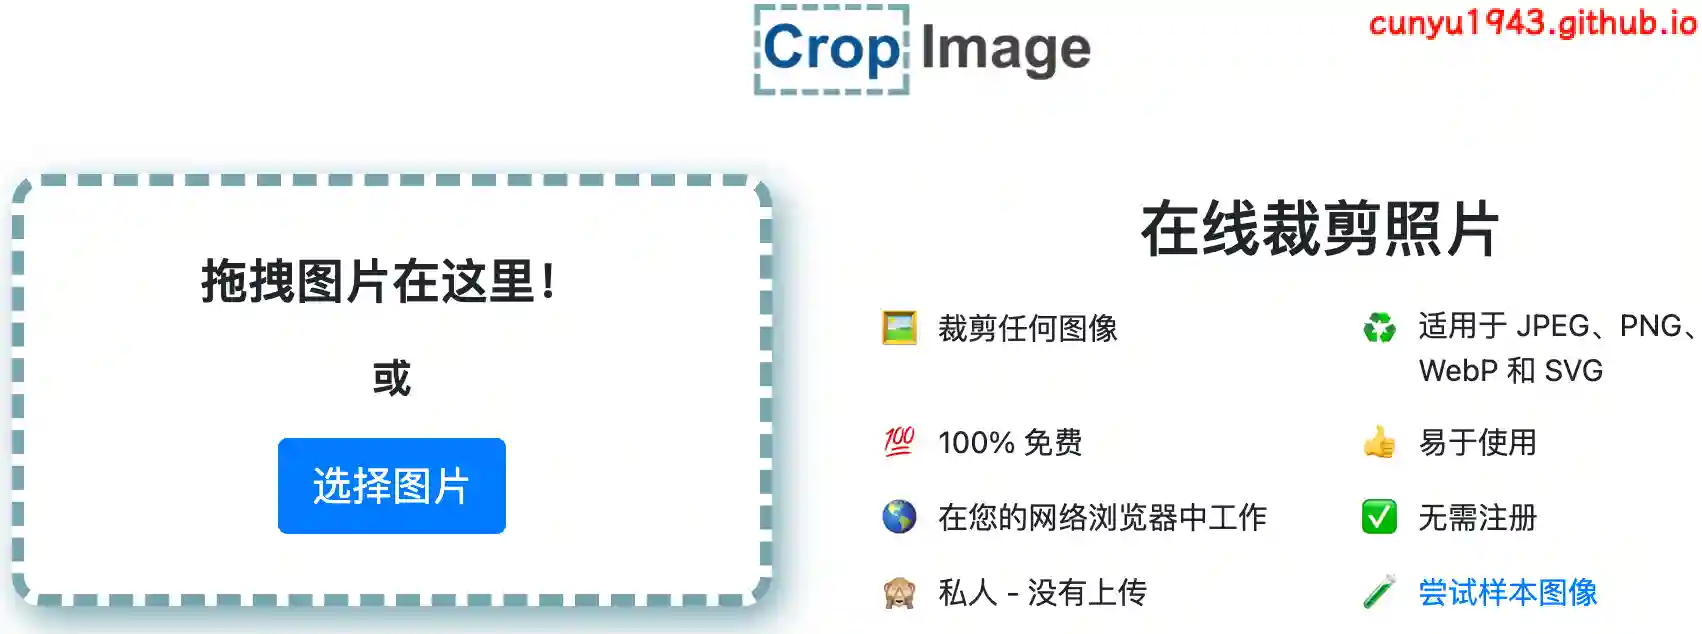 Crop Image
cunyu1943.github.io
拖拽图片在这里！
或
选择图片
在线裁剪照片
裁剪任何图像
适用于 JPEG、PNG、
WebP 和 SVG
100% 免费
易于使用
在您的网络浏览器中工作
无需注册
私人 - 没有上传
尝试样本图像